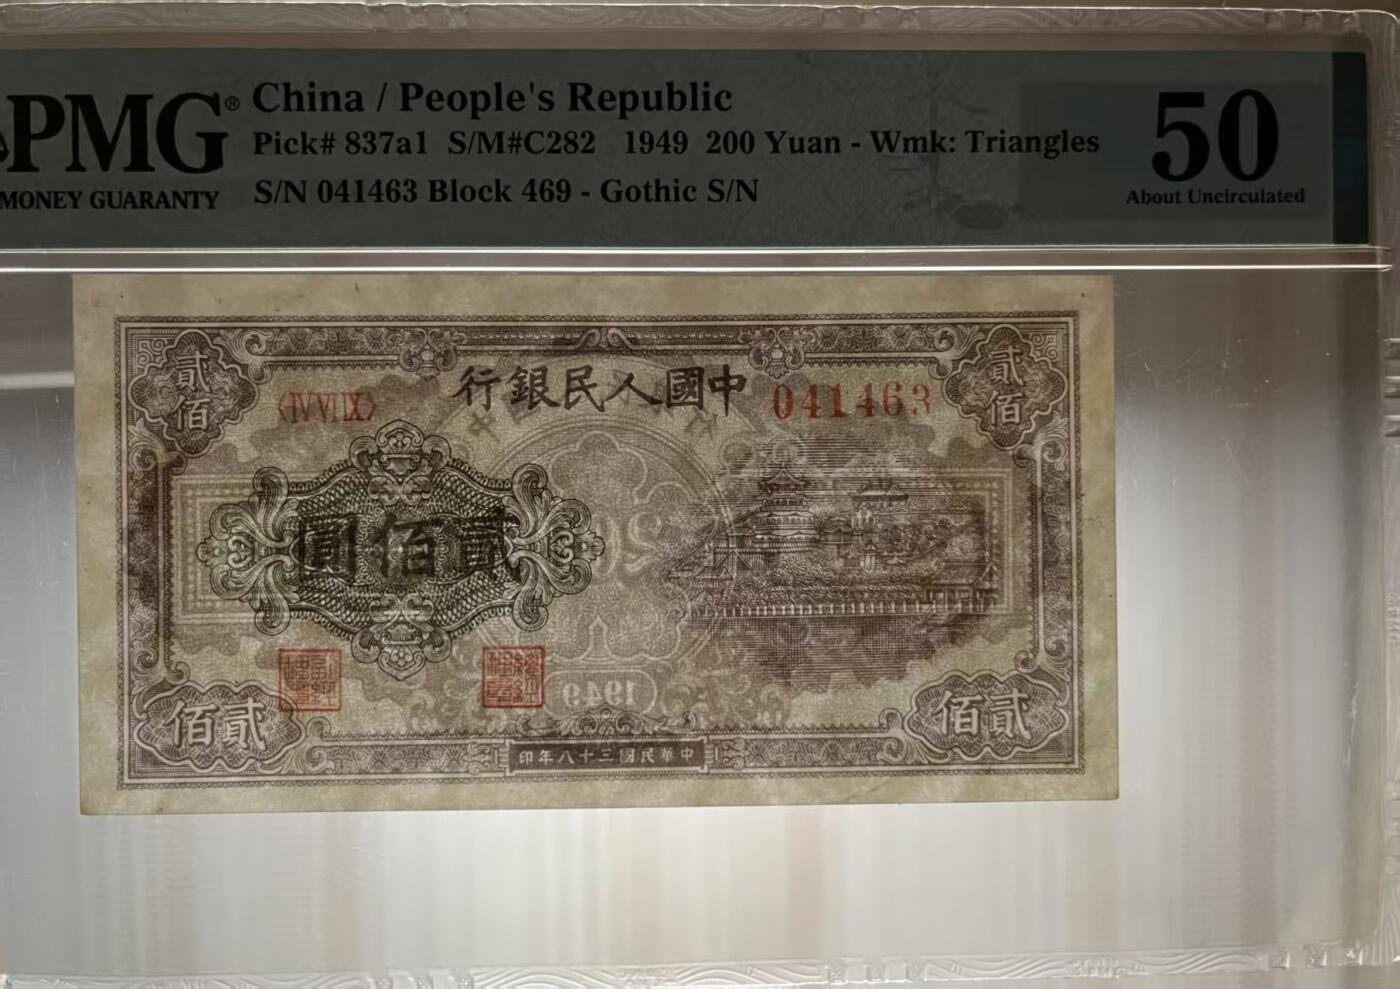 PMG®
MONEY GUARANTY
China / People's Republic
Pick# 837a1 S/M#C282 1949 200 Yuan - Wmk: Triangles
S/N 041463 Block 469 - Gothic S/N
50
About Uncirculated
貳佰
貳佰
中國人民銀行
〈IV VI IX〉
041463
貳佰圓
1949
貳佰
貳佰
中華民國三十八年印